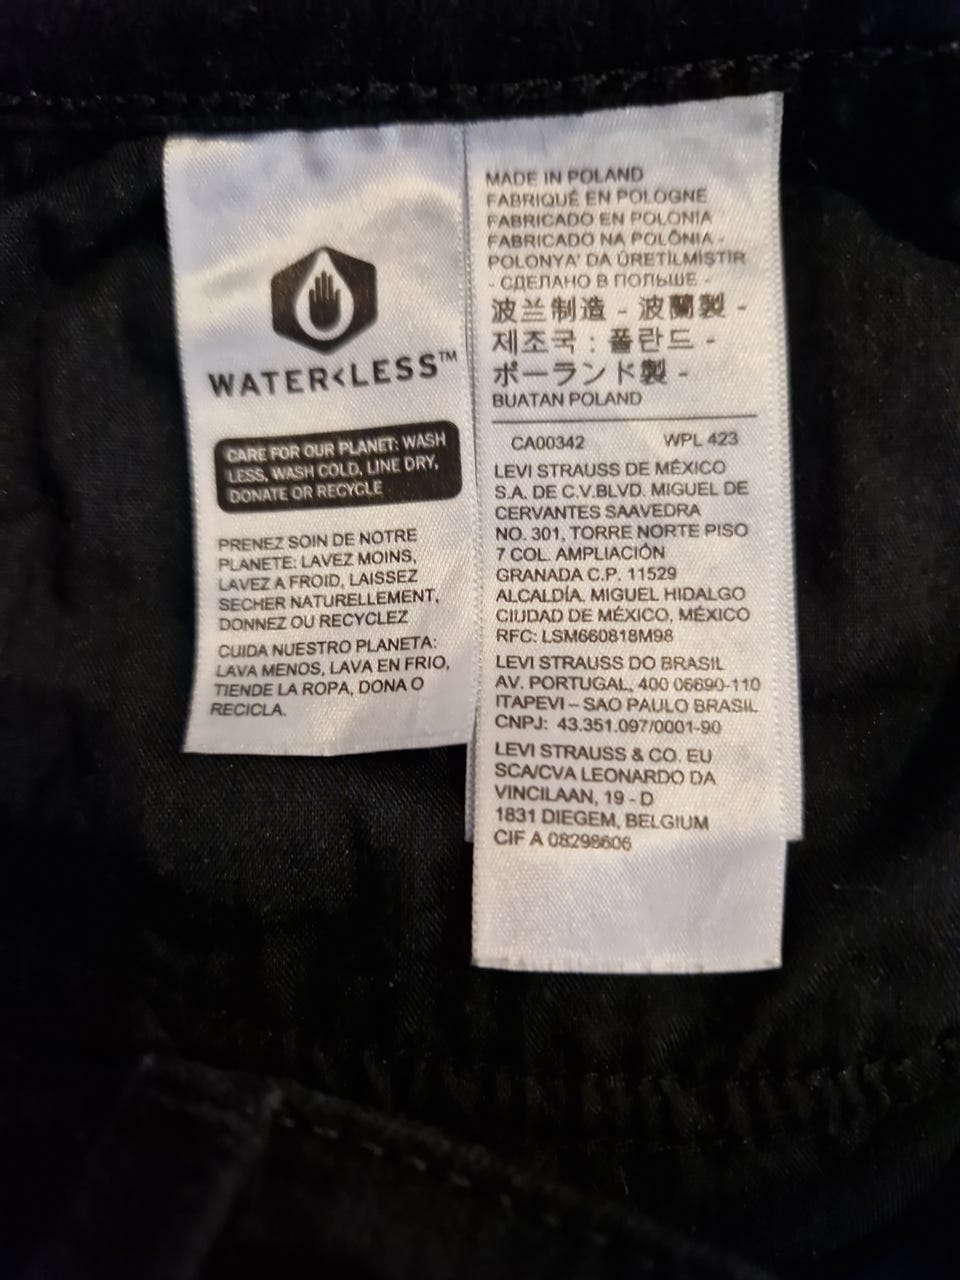 WATER<LESS™
CARE FOR OUR PLANET: WASH
LESS, WASH COLD, LINE DRY,
DONATE OR RECYCLE
PRENEZ SOIN DE NOTRE
PLANETE: LAVEZ MOINS,
LAVEZ A FROID, LAISSEZ
SECHER NATURELLEMENT,
DONNEZ OU RECYCLEZ
CUIDA NUESTRO PLANETA:
LAVA MENOS, LAVA EN FRIO,
TIENDE LA ROPA, DONA O
RECICLA.
MADE IN POLAND
FABRIQUÉ EN POLOGNE
FABRICADO EN POLONIA
FABRICADO NA POLÔNIA -
POLONYA' DA ÜRETILMISTIR
- СДЕЛАНО В ПОЛЬШЕ -
波兰制造 - 波蘭製 -
제조국 : 폴란드 -
ポーランド製 -
BUATAN POLAND
CA00342 WPL 423
LEVI STRAUSS DE MÉXICO
S.A. DE C.V.BLVD. MIGUEL DE
CERVANTES SAAVEDRA
NO. 301, TORRE NORTE PISO
7 COL. AMPLIACIÓN
GRANADA C.P. 11529
ALCALDÍA. MIGUEL HIDALGO
CIUDAD DE MÉXICO, MÉXICO
RFC: LSM660818M98
LEVI STRAUSS DO BRASIL
AV. PORTUGAL, 400 06690-110
ITAPEVI – SAO PAULO BRASIL
CNPJ: 43.351.097/0001-90
LEVI STRAUSS & CO. EU
SCA/CVA LEONARDO DA
VINCILAAN, 19 - D
1831 DIEGEM, BELGIUM
CIF A 08298606